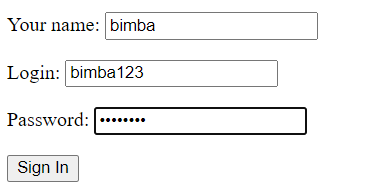 Your name: bimba
Login: bimba123
Password: ••••••••
Sign In